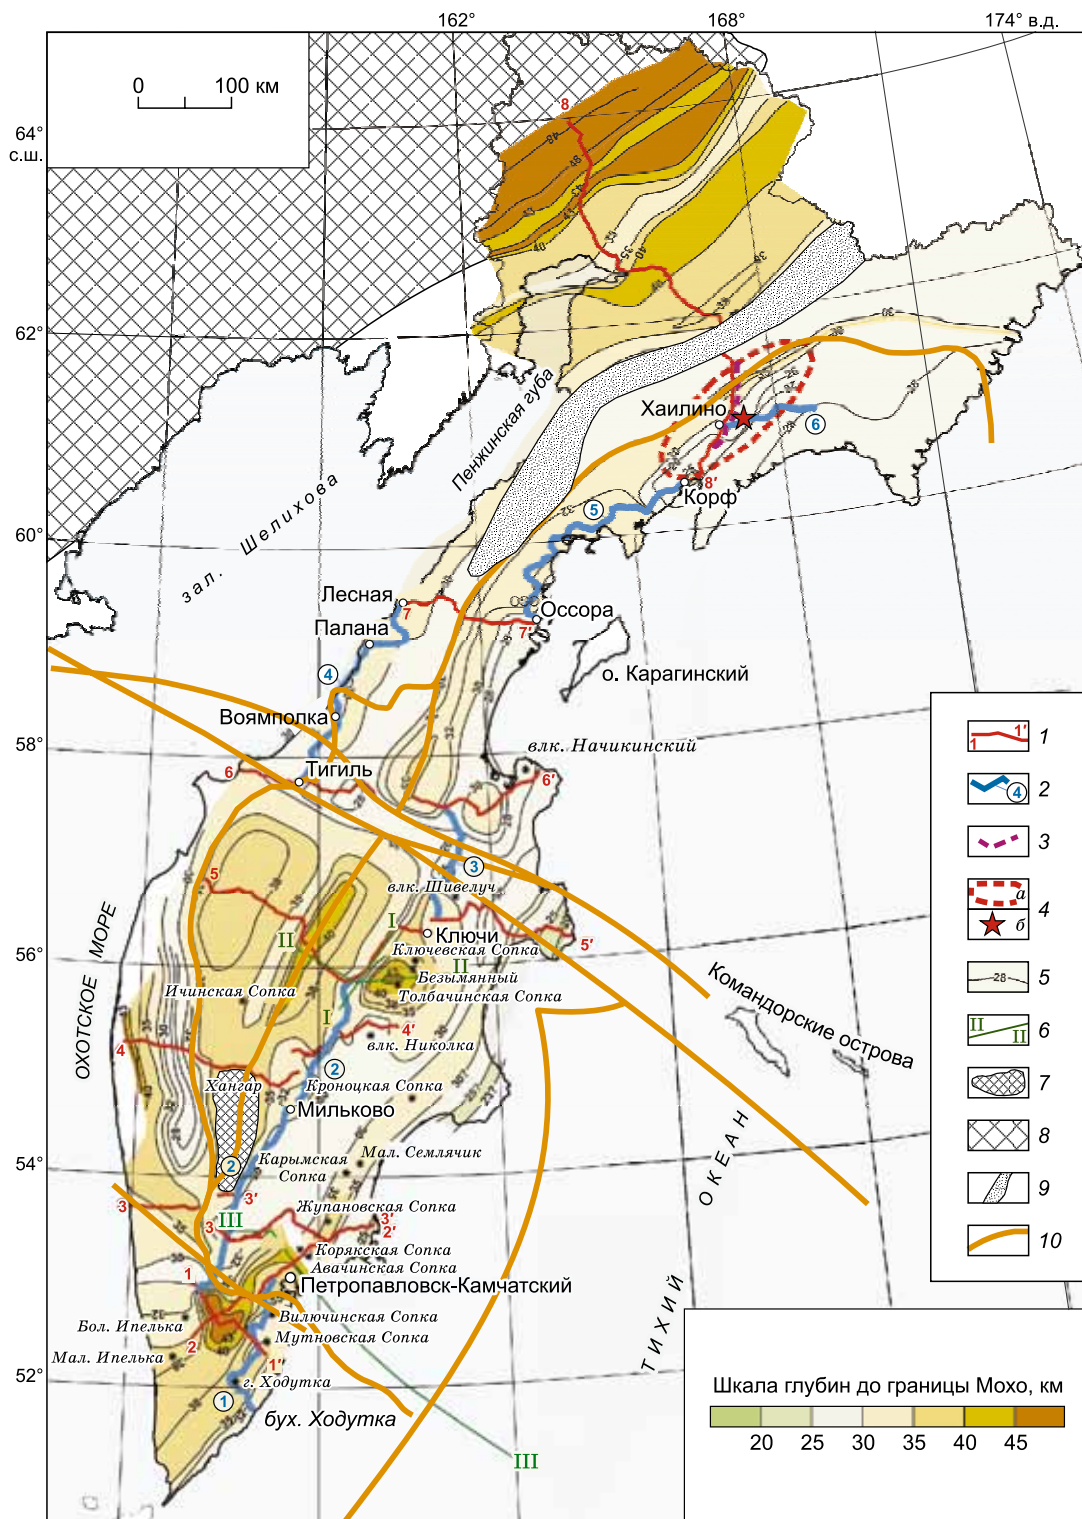 162°
168°
174° в.д.
0
100 км
64°
с.ш.
8
48
62°
Пенжинская губа
Хаилино
6
8'
Корф
зал. Шелихова
5
60°
Лесная
7
Оссора
7'
Палана
о. Карагинский
4
Воямполка
58°
влк. Начикинский
6
Тигиль
6'
1
1'
1
4
2
3
а
б
4
28
5
II
II
6
7
8
9
10
3
влк. Шивелуч
5
I
II
Ключи
Ключевская Сопка
5'
II
56°
Безымянный
Толбачинская Сопка
Ичинская Сопка
ОХОТСКОЕ МОРЕ
Командорские острова
I
4'
влк. Николка
4
2
Хангар
Кроноцкая Сопка
Мильково
54°
Мал. Семлячик
Карымская
Сопка
2
3'
3
Жупановская Сопка
III
3
3'
2'
Корякская Сопка
Авачинская Сопка
1
Петропавловск-Камчатский
Вилючинская Сопка
Бол. Ипелька
Мутновская Сопка
2
Мал. Ипелька
1'
52°
г. Ходутка
1
бух. Ходутка
III
ТИХИЙ ОКЕАН
Шкала глубин до границы Мохо, км
20 25 30 35 40 45